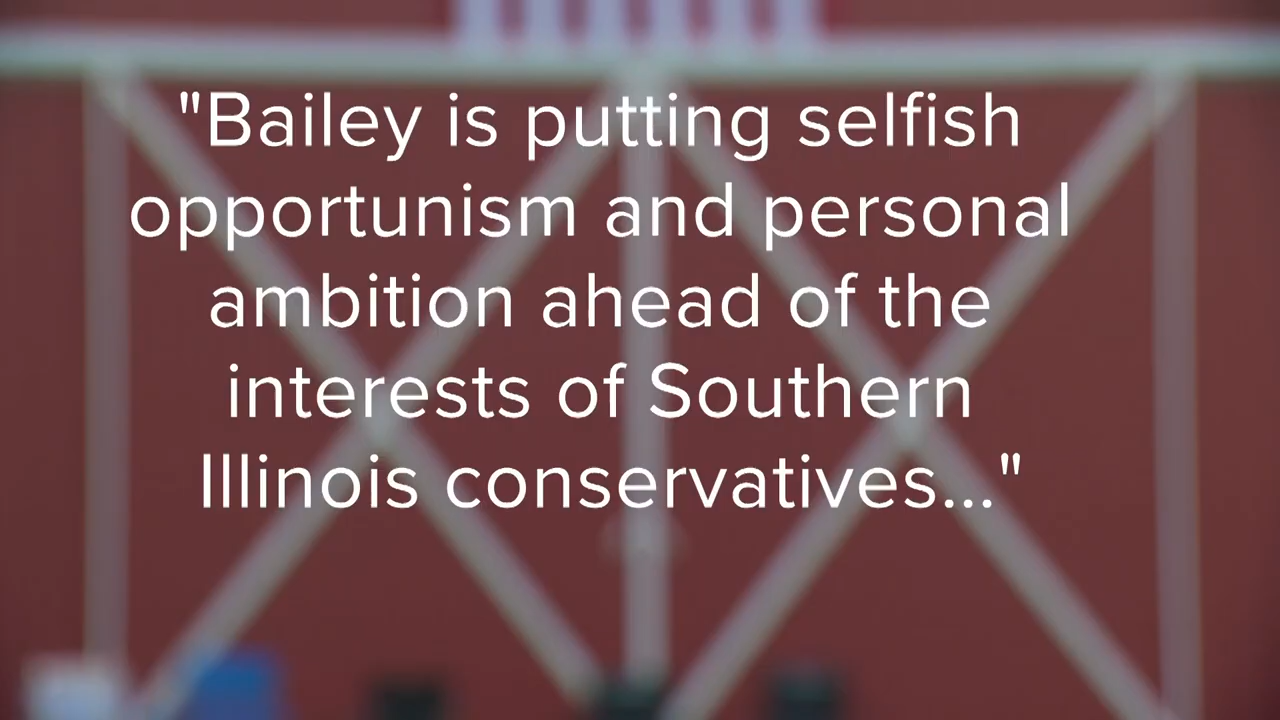 "Bailey is putting selfish
opportunism and personal
ambition ahead of the
interests of Southern
Illinois conservatives..."